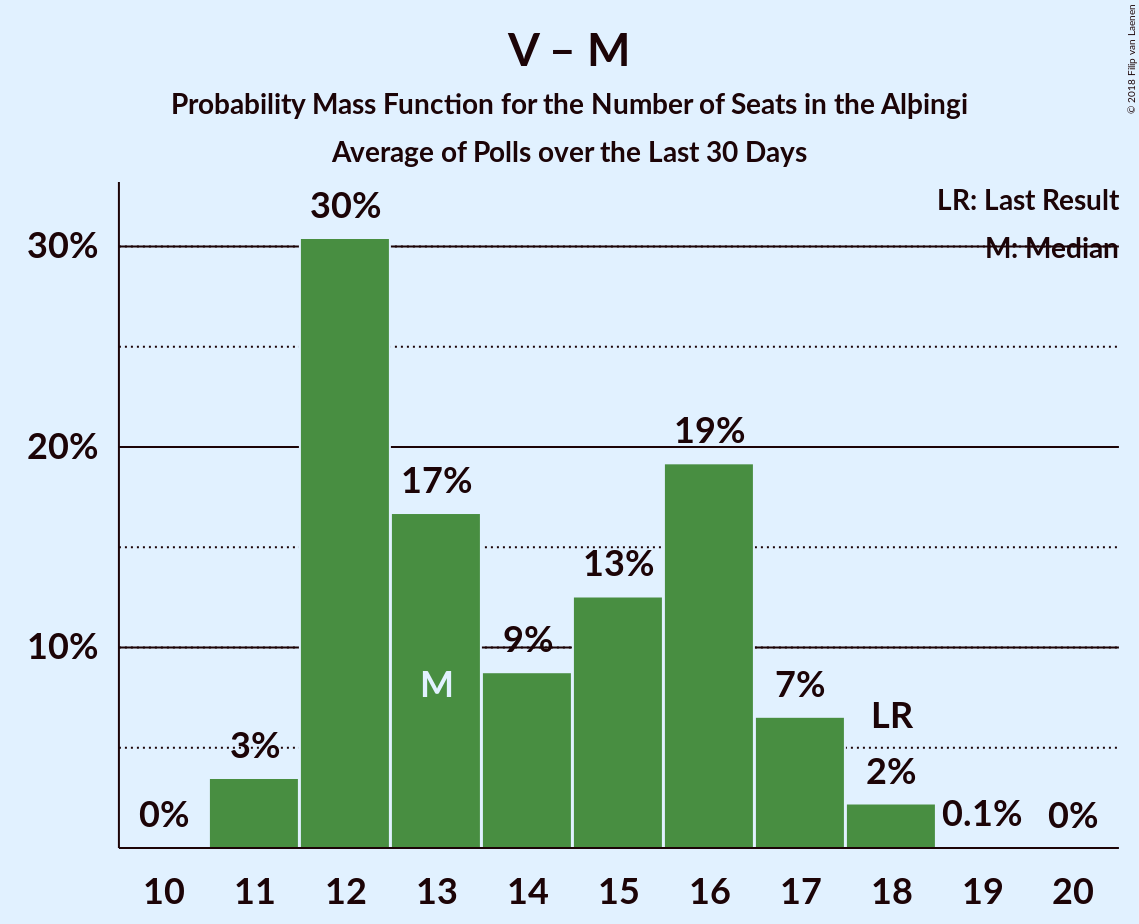 V – M
Probability Mass Function for the Number of Seats in the Alþingi
Average of Polls over the Last 30 Days
© 2018 Filip van Laenen
LR: Last Result
M: Median
30%
20%
10%
0%
3%
30%
17%
M
9%
13%
19%
7%
LR
2%
0.1%
0%
10 11 12 13 14 15 16 17 18 19 20